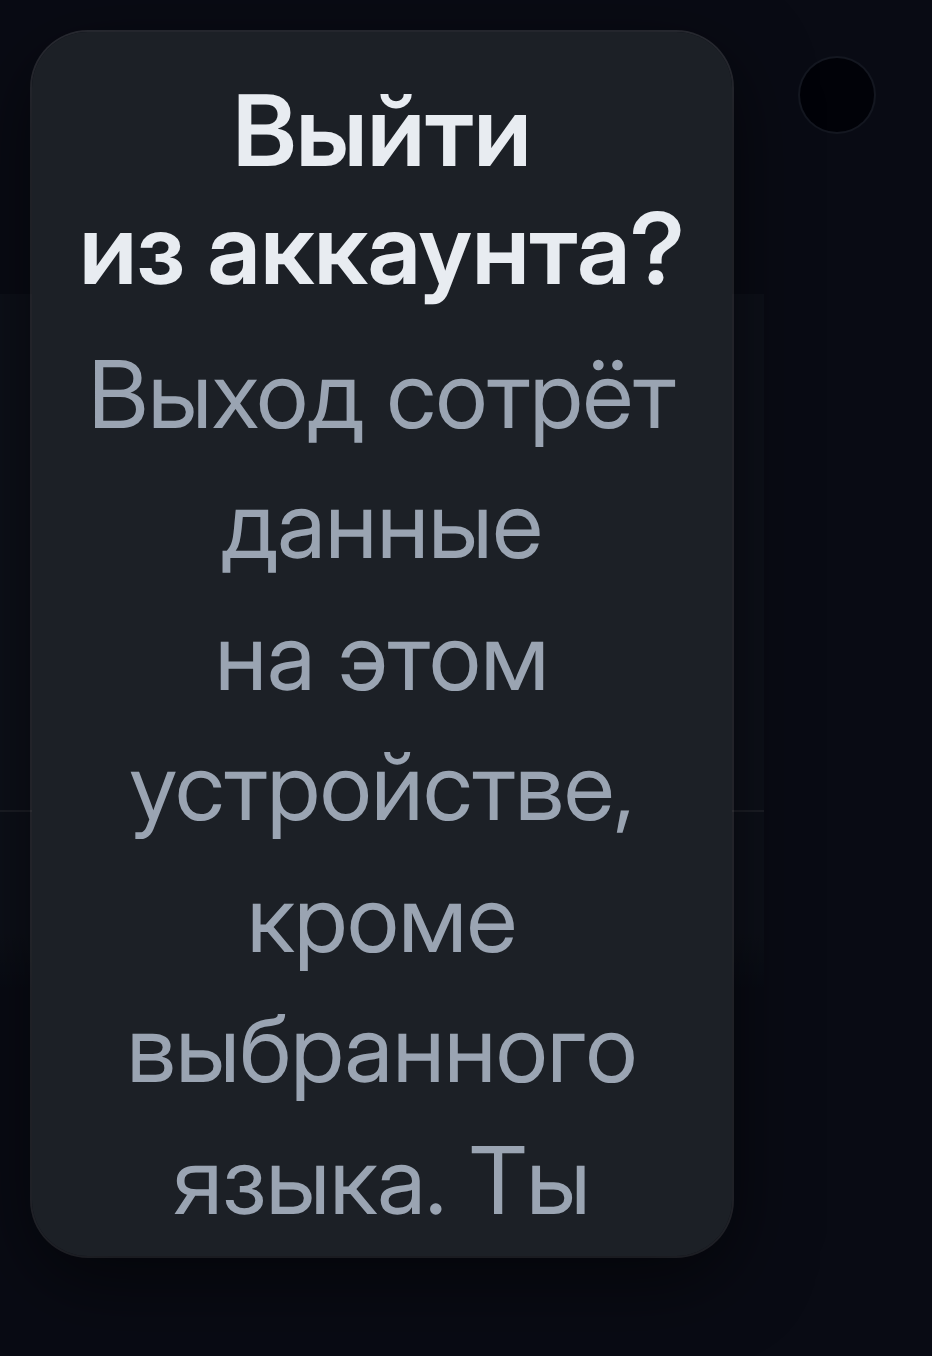 Выйти
из аккаунта?
Выход сотрёт
данные
на этом
устройстве,
кроме
выбранного
языка. Ты